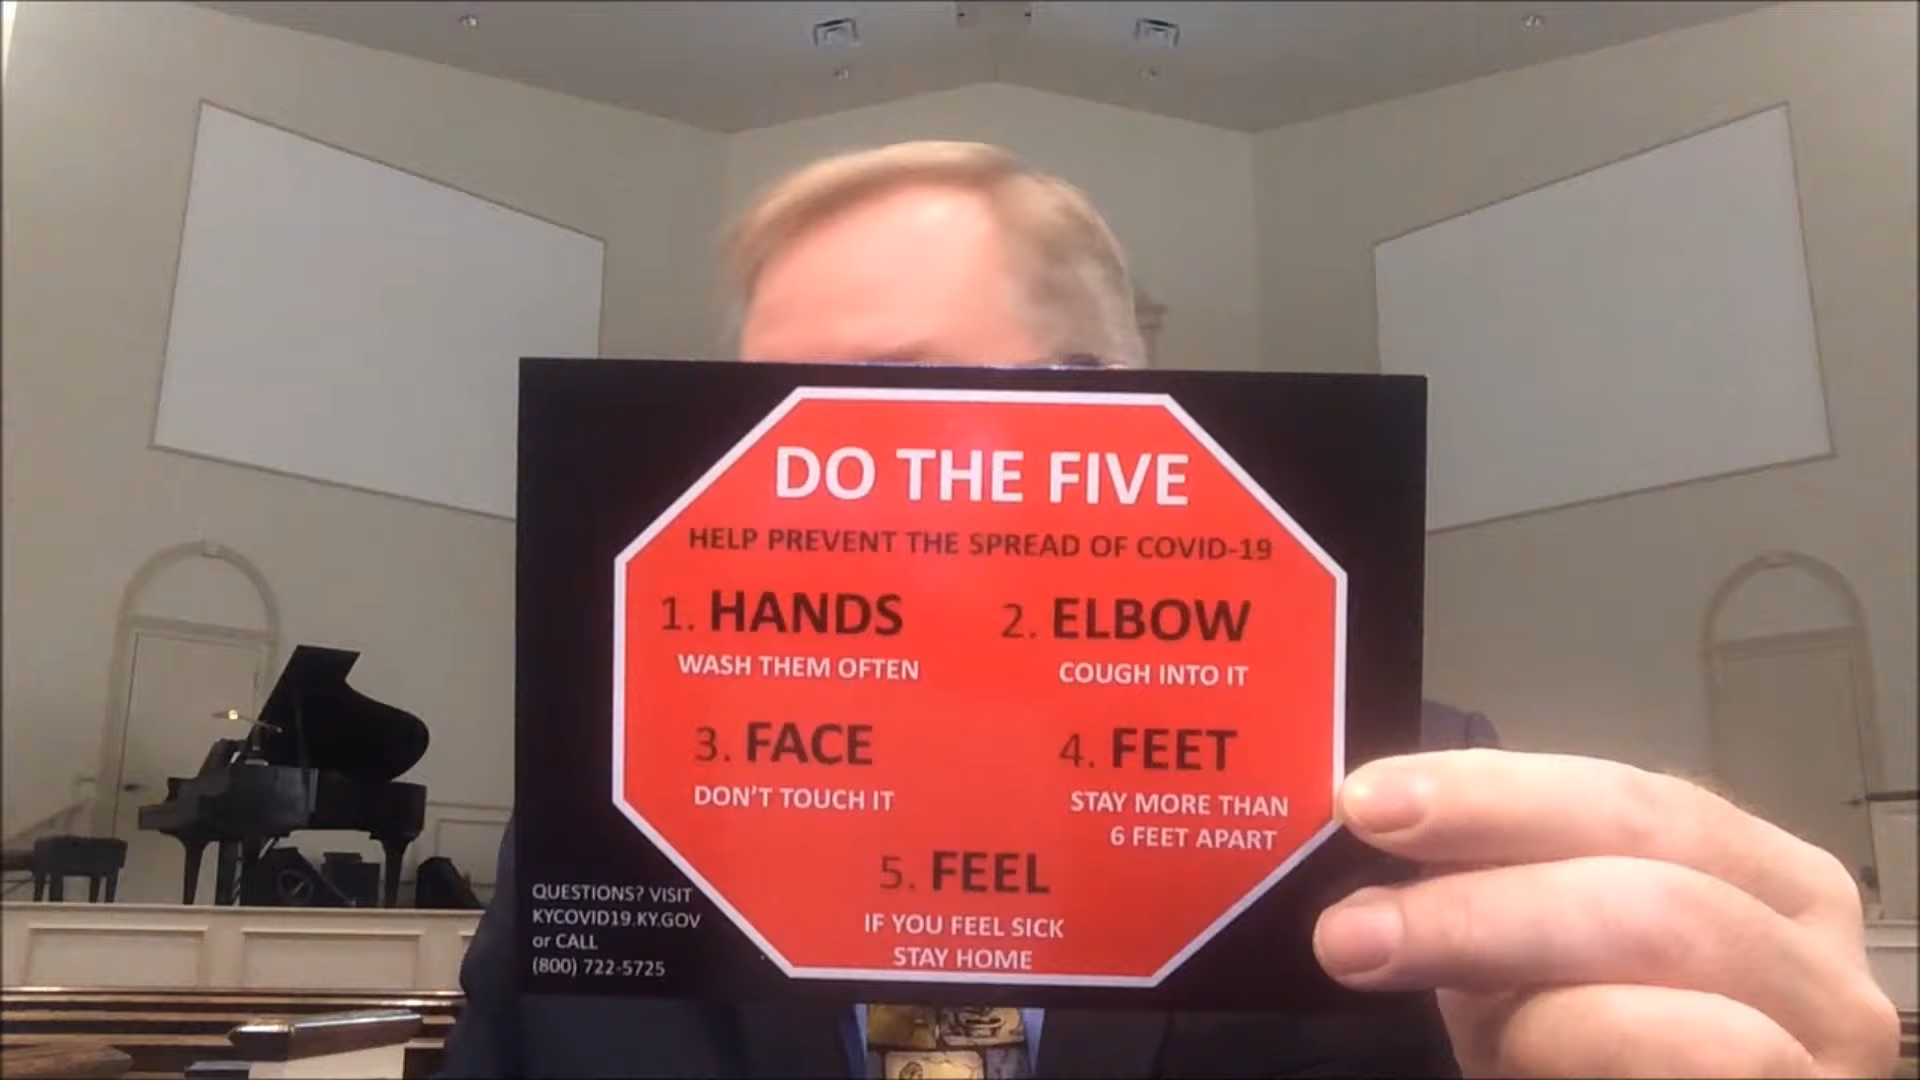 DO THE FIVE
HELP PREVENT THE SPREAD OF COVID-19
1. HANDS
WASH THEM OFTEN
2. ELBOW
COUGH INTO IT
3. FACE
DON'T TOUCH IT
4. FEET
STAY MORE THAN
6 FEET APART
5. FEEL
IF YOU FEEL SICK
STAY HOME
QUESTIONS? VISIT
KYCOVID19.KY.GOV
or CALL
(800) 722-5725